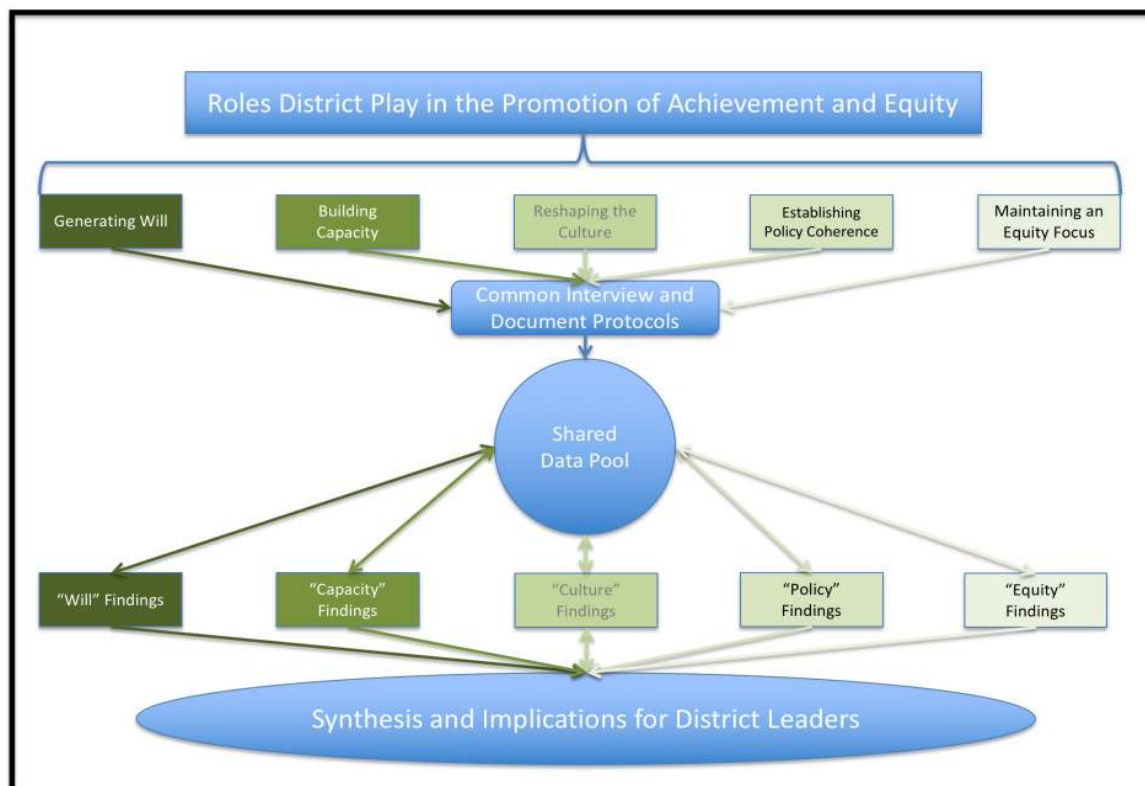 Roles District Play in the Promotion of Achievement and Equity
Generating Will
Building
Capacity
Reshaping the
Culture
Establishing
Policy Coherence
Maintaining an
Equity Focus
Common Interview and
Document Protocols
Shared
Data Pool
“Will” Findings
“Capacity”
Findings
“Culture”
Findings
“Policy”
Findings
“Equity”
Findings
Synthesis and Implications for District Leaders